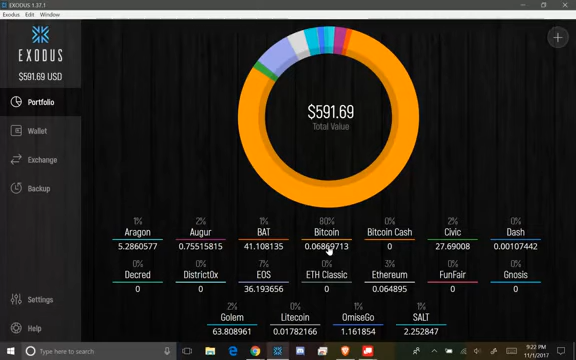 EXODUS 1.37.1
Exodus Edit Window
EXODUS
$591.69 USD
Portfolio
Wallet
Exchange
Backup
Settings
Help
$591.69
Total Value
1% 2% 1% 80% 0% 2% 0%
Aragon Augur BAT Bitcoin Bitcoin Cash Civic Dash
5.2860577 0.75515815 41.108135 0.06869713 0 27.69008 0.00107442
0% 0% 7% 0% 3% 0% 0%
Decred District0x EOS ETH Classic Ethereum FunFair Gnosis
0 0 36.193656 0 0.064895 0 0
2% 0% 1% 1%
Golem Litecoin OmiseGo SALT
63.808961 0.01782166 1.161854 2.252847
Type here to search
9:22 PM
11/1/2017